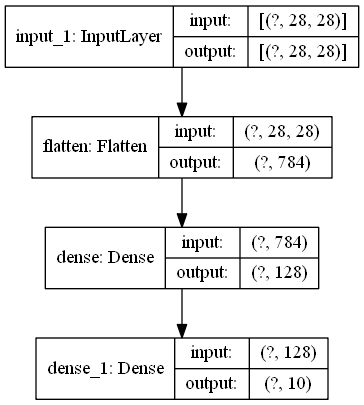 input_1: InputLayer
input:
[(?, 28, 28)]
output:
[(?, 28, 28)]
flatten: Flatten
input:
(?, 28, 28)
output:
(?, 784)
dense: Dense
input:
(?, 784)
output:
(?, 128)
dense_1: Dense
input:
(?, 128)
output:
(?, 10)